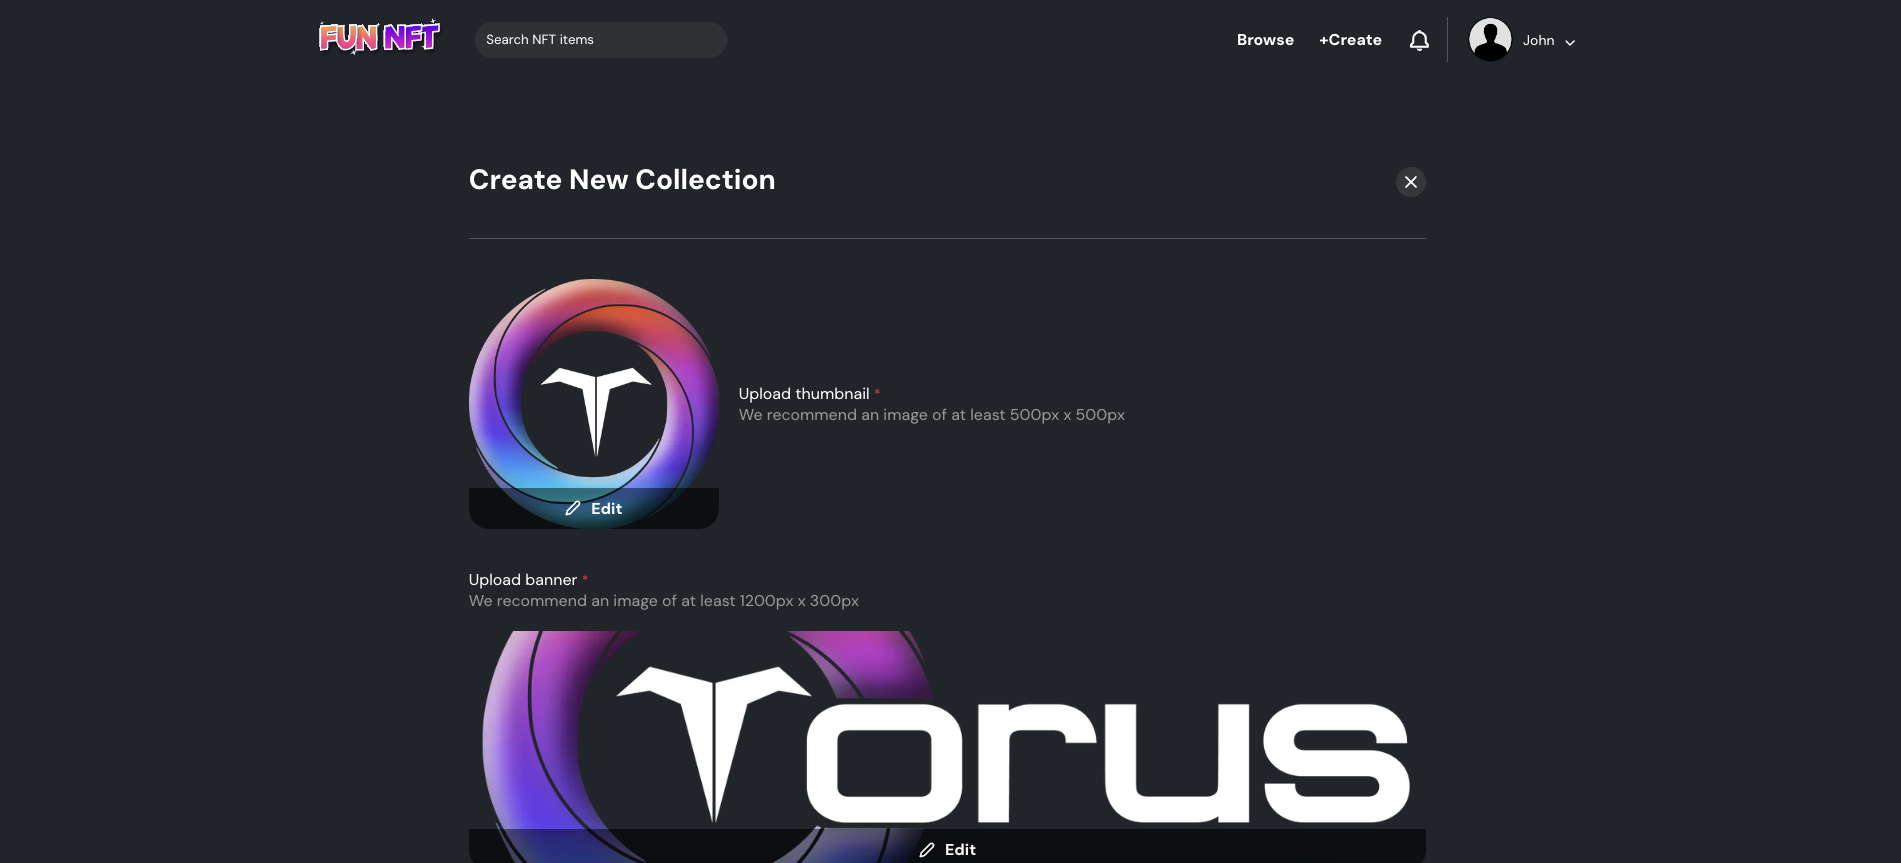 FUN NFT
Search NFT items
Browse
+Create
John
Create New Collection
Upload thumbnail *
We recommend an image of at least 500px x 500px
Edit
Upload banner *
We recommend an image of at least 1200px x 300px
Torus
Edit